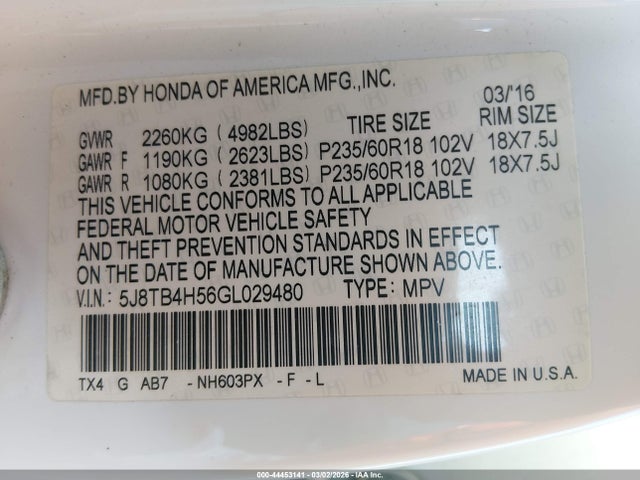 MFD.BY HONDA OF AMERICA MFG.,INC. 03/'16
GVWR 2260KG ( 4982LBS) TIRE SIZE RIM SIZE
GAWR F 1190KG ( 2623LBS) P235/60R18 102V 18X7.5J
GAWR R 1080KG ( 2381LBS) P235/60R18 102V 18X7.5J
THIS VEHICLE CONFORMS TO ALL APPLICABLE
FEDERAL MOTOR VEHICLE SAFETY
AND THEFT PREVENTION STANDARDS IN EFFECT
ON THE DATE OF MANUFACTURE SHOWN ABOVE.
V.I.N.: 5J8TB4H56GL029480 TYPE: MPV
TX4 G AB7 -NH603PX -F -L MADE IN U.S.A.
000-44453141 - 03/02/2026 - IAA Inc.